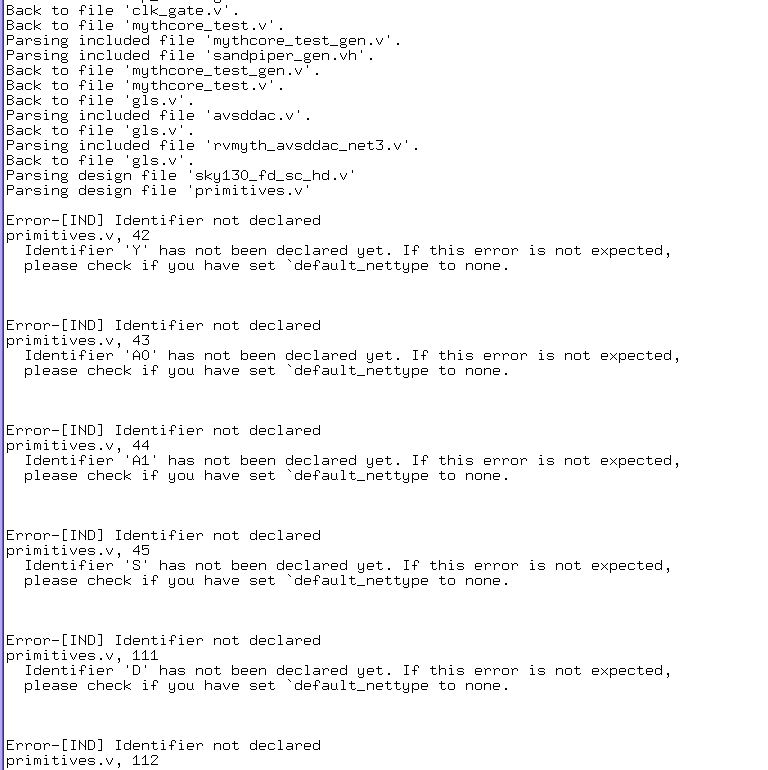 Back to file 'clk_gate.v'.
Back to file 'mythcore_test.v'.
Parsing included file 'mythcore_test_gen.v'.
Parsing included file 'sandpiper_gen.vh'.
Back to file 'mythcore_test_gen.v'.
Back to file 'mythcore_test.v'.
Back to file 'gls.v'.
Parsing included file 'avsddac.v'.
Back to file 'gls.v'.
Parsing included file 'rvmyth_avsddac_net3.v'.
Back to file 'gls.v'.
Parsing design file 'sky130_fd_sc_hd.v'
Parsing design file 'primitives.v'
Error-[IND] Identifier not declared
primitives.v, 42
Identifier 'Y' has not been declared yet. If this error is not expected,
please check if you have set `default_nettype to none.
Error-[IND] Identifier not declared
primitives.v, 43
Identifier 'A0' has not been declared yet. If this error is not expected,
please check if you have set `default_nettype to none.
Error-[IND] Identifier not declared
primitives.v, 44
Identifier 'A1' has not been declared yet. If this error is not expected,
please check if you have set `default_nettype to none.
Error-[IND] Identifier not declared
primitives.v, 45
Identifier 'S' has not been declared yet. If this error is not expected,
please check if you have set `default_nettype to none.
Error-[IND] Identifier not declared
primitives.v, 111
Identifier 'D' has not been declared yet. If this error is not expected,
please check if you have set `default_nettype to none.
Error-[IND] Identifier not declared
primitives.v, 112